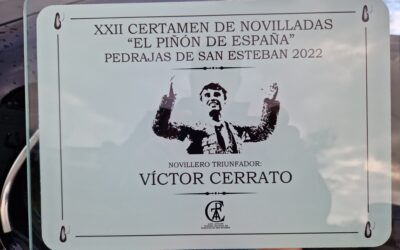 XXII CERTAMEN DE NOVILLADAS
"EL PIÑÓN DE ESPAÑA"
PEDRAJAS DE SAN ESTEBAN 2022
NOVILLERO TRIUNFADOR:
VÍCTOR CERRATO